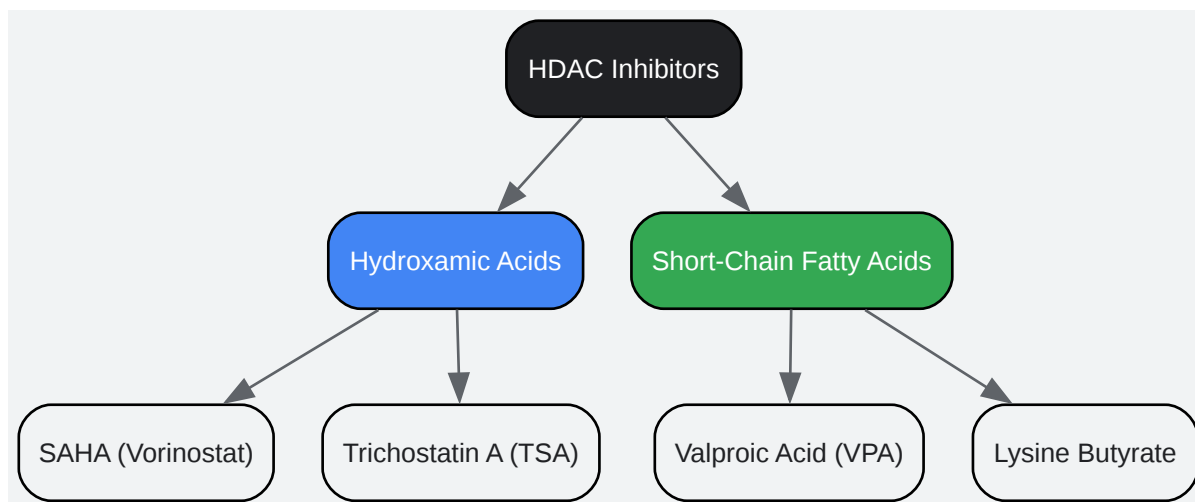 HDAC Inhibitors
Hydroxamic Acids
Short-Chain Fatty Acids
SAHA (Vorinostat)
Trichostatin A (TSA)
Valproic Acid (VPA)
Lysine Butyrate